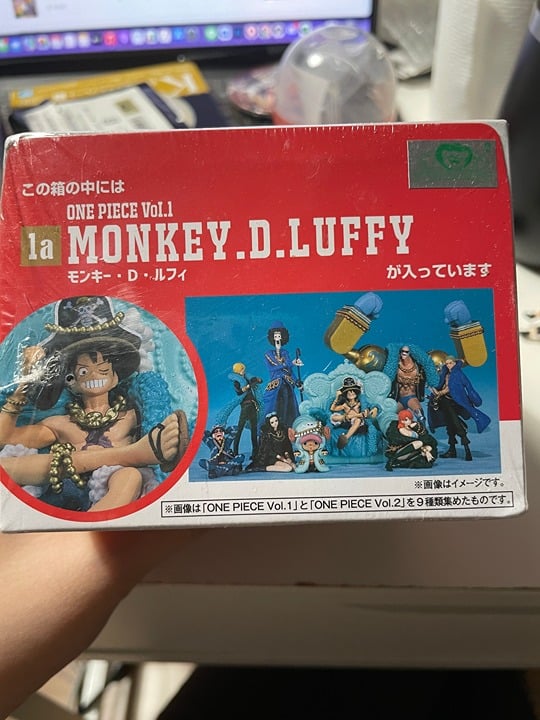 この箱の中には
ONE PIECE Vol.1
1a MONKEY.D.LUFFY
モンキー・D・ルフィ
が入っています
※画像はイメージです。
※画像は「ONE PIECE Vol.1」と「ONE PIECE Vol.2」を9種類集めたものです。